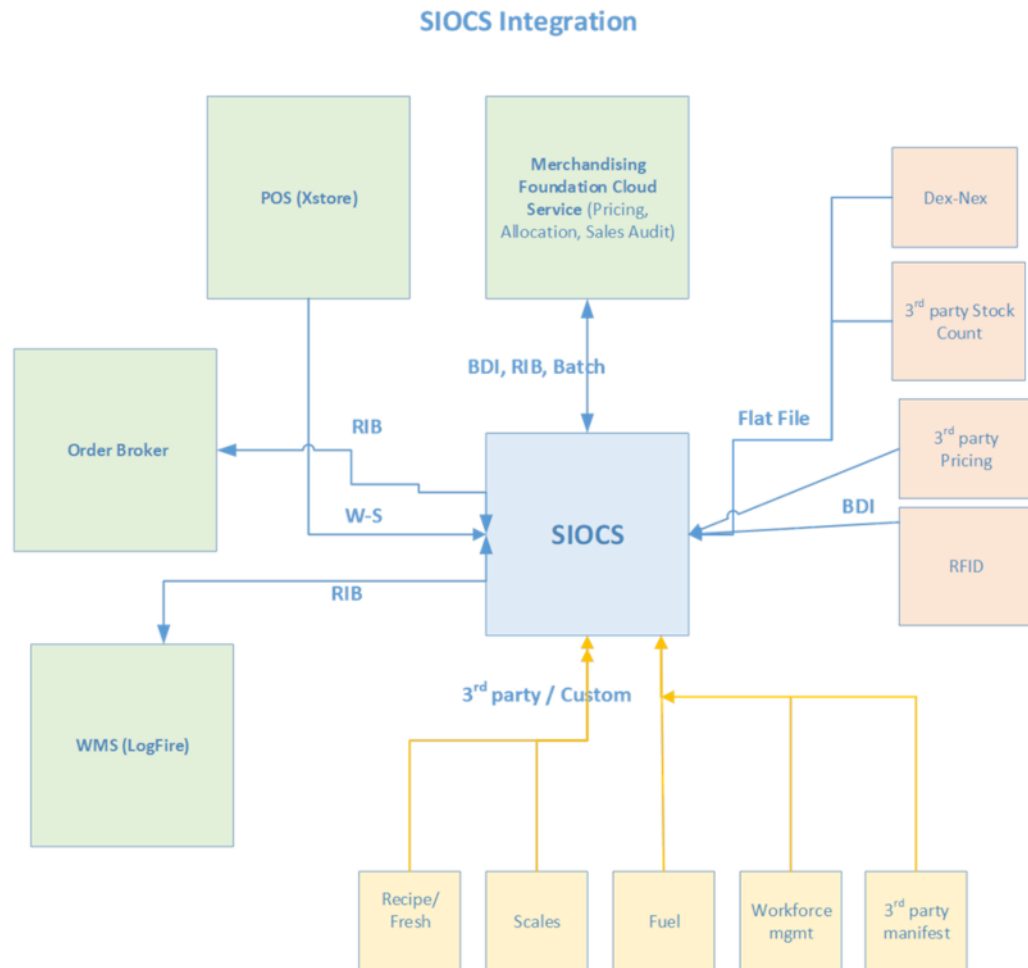 SIOCS Integration
POS (Xstore)
Merchandising
Foundation Cloud
Service (Pricing,
Allocation, Sales Audit)
Dex-Nex
3rd party Stock
Count
BDI, RIB, Batch
RIB
Flat File
Order Broker
3rd party
Pricing
W-S
BDI
SIOCS
RFID
RIB
3rd party / Custom
WMS (LogFire)
Recipe/
Fresh
Scales
Fuel
Workforce
mgmt
3rd party
manifest